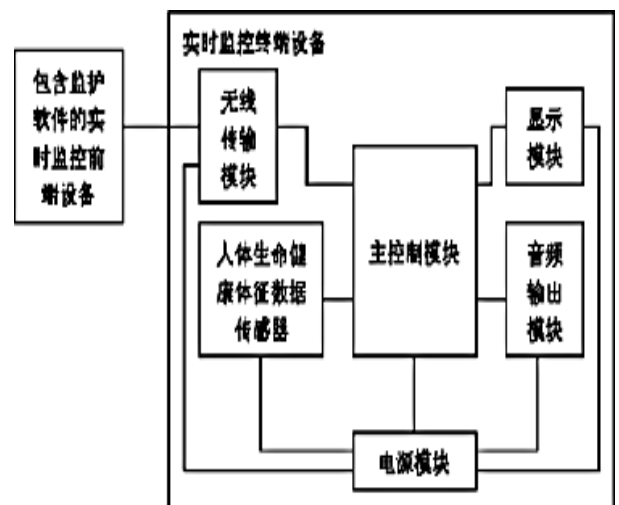 实时监控终端设备
包含监护
软件的实
时监控前
端设备
无线
传输
模块
显示
模块
主控制模块
人体生命健
康体征数据
传感器
音频
输出
模块
电源模块